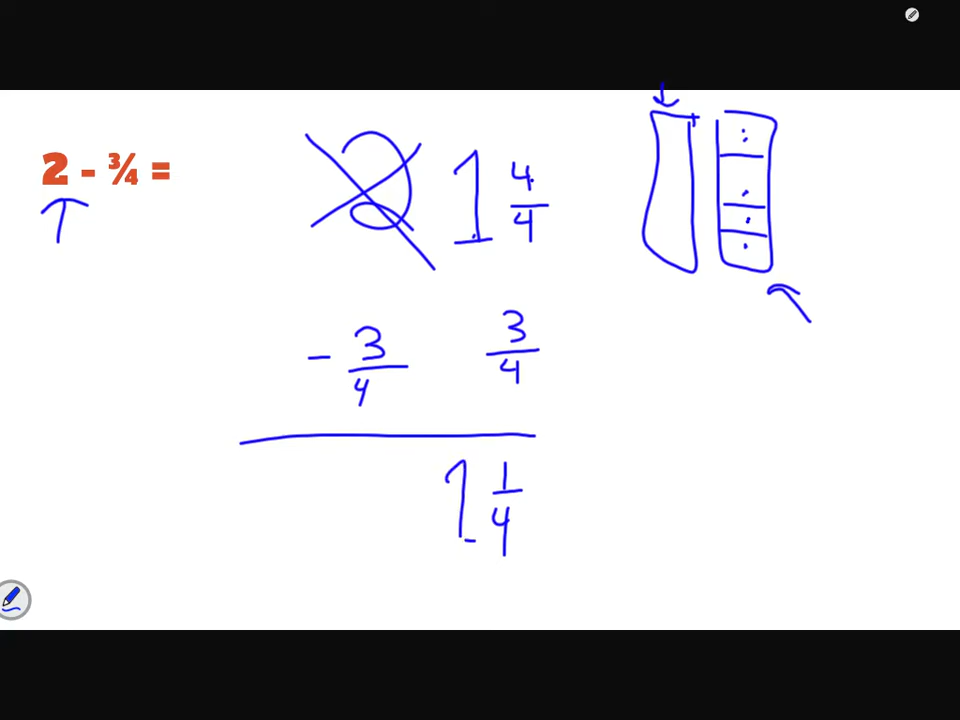 2 - ¾ =
2 1 4/4
- 3/4 3/4
1 1/4